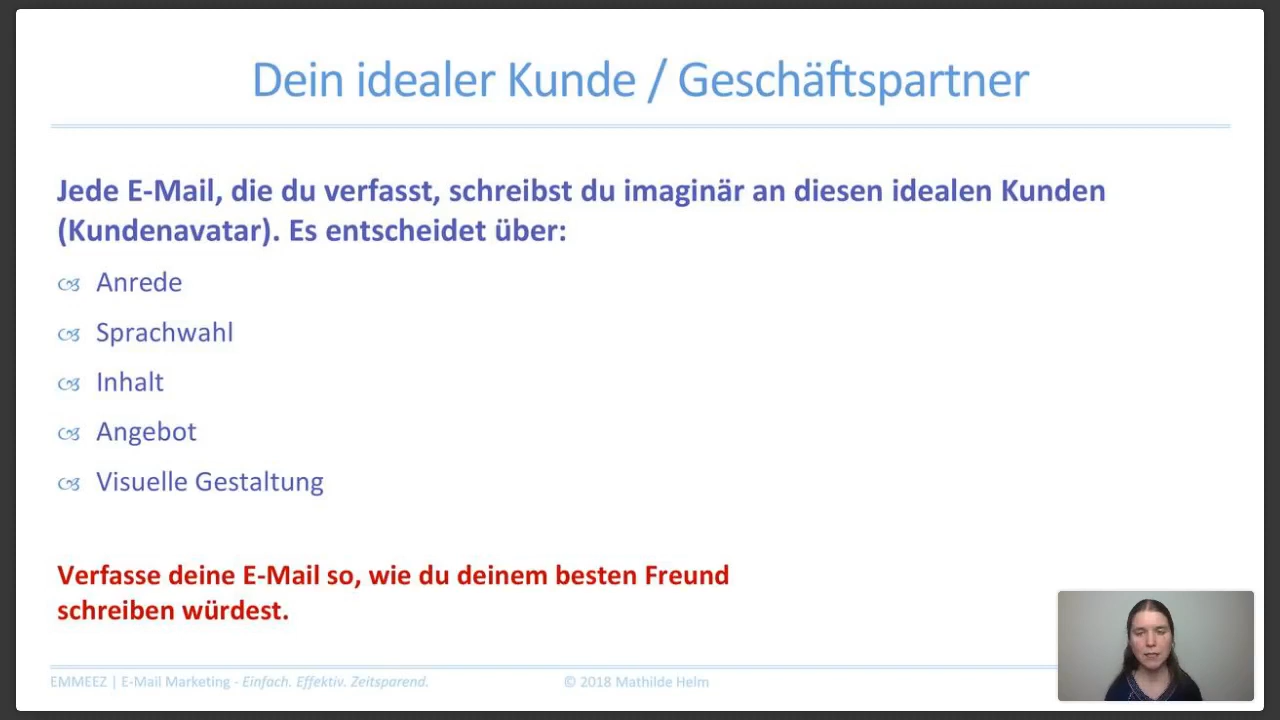 Dein idealer Kunde / Geschäftspartner
Jede E-Mail, die du verfasst, schreibst du imaginär an diesen idealen Kunden
(Kundenavatar). Es entscheidet über:
Anrede
Sprachwahl
Inhalt
Angebot
Visuelle Gestaltung
Verfasse deine E-Mail so, wie du deinem besten Freund
schreiben würdest.
EMMEEZ | E-Mail Marketing - Einfach. Effektiv. Zeitsparend.
© 2018 Mathilde Helm